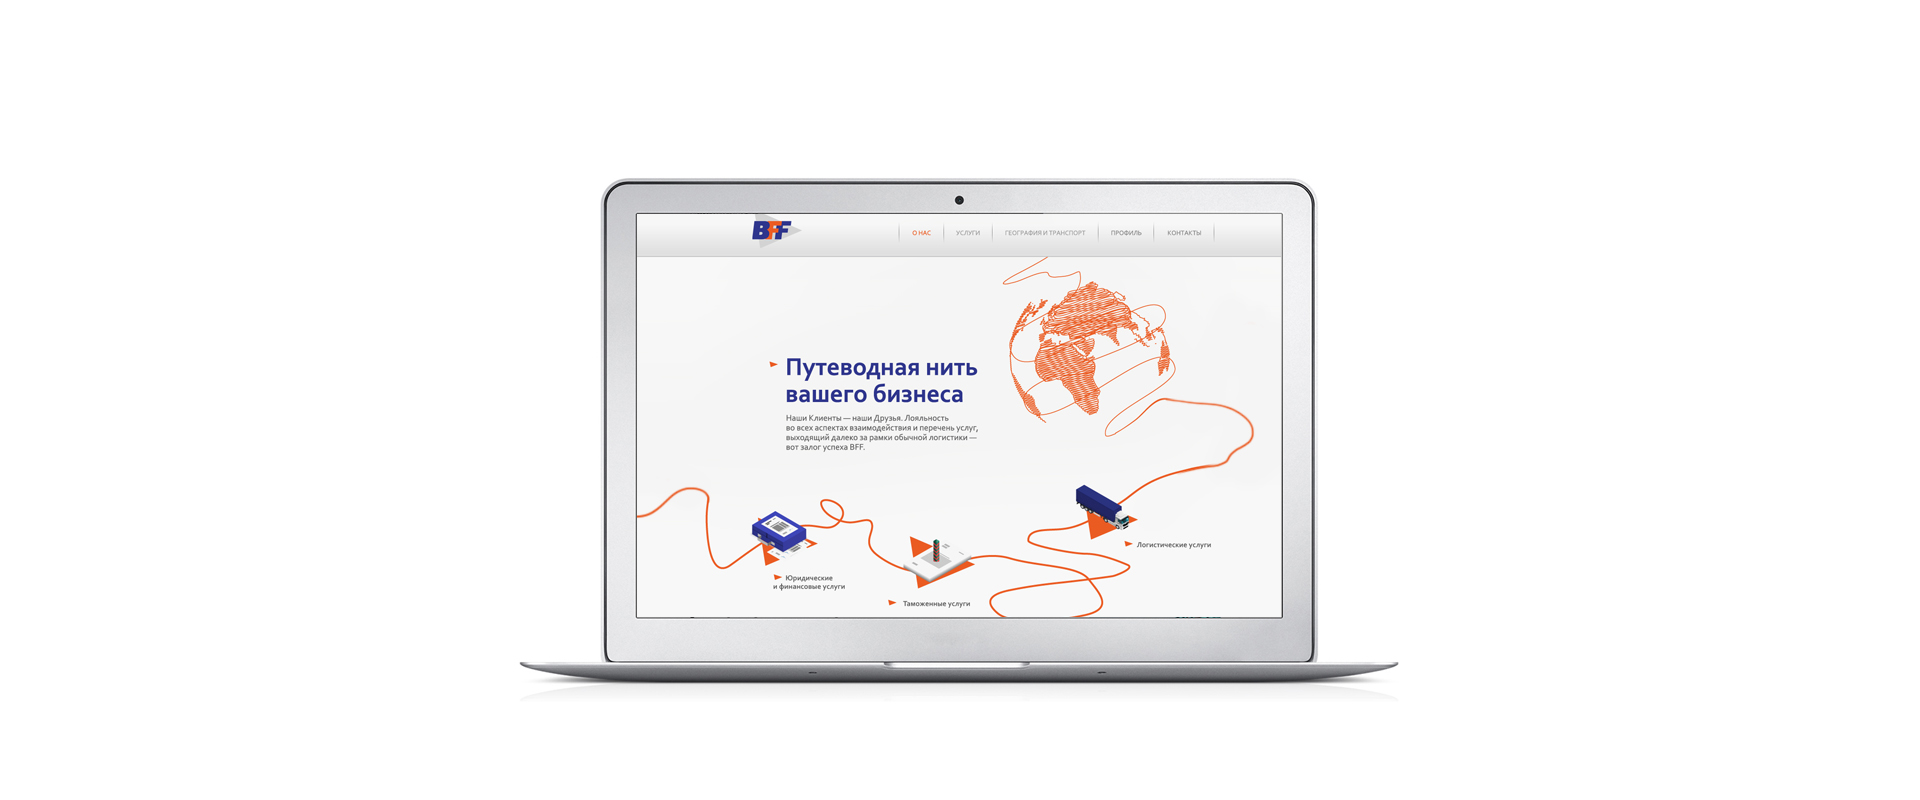 BFF
О НАС
УСЛУГИ
ГЕОГРАФИЯ И ТРАНСПОРТ
ПРОФИЛЬ
КОНТАКТЫ
Путеводная нить
вашего бизнеса
Наши Клиенты — наши Друзья. Лояльность
во всех аспектах взаимодействия и перечень услуг,
выходящий далеко за рамки обычной логистики —
вот залог успеха BFF.
Логистические услуги
Юридические
и финансовые услуги
Таможенные услуги